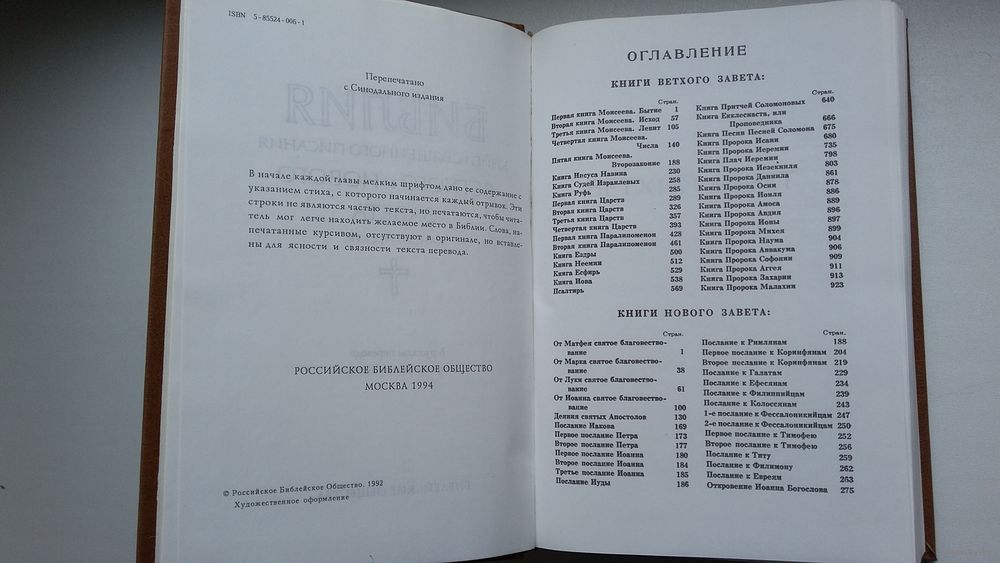 ISBN 5-85524-006-1
Перепечатано
с Синодального издания
В начале каждой главы мелким шрифтом дано ее содержание с
указанием стиха, с которого начинается каждый отрывок. Эти
строки не являются частью текста, но печатаются, чтобы чита-
тель мог легче находить желаемое место в Библии. Слова, на-
печатанные курсивом, отсутствуют в оригинале, но вставле-
ны для ясности и связности текста перевода.
РОССИЙСКОЕ БИБЛЕЙСКОЕ ОБЩЕСТВО
МОСКВА 1994
© Российское Библейское Общество, 1992
Художественное оформление
ОГЛАВЛЕНИЕ
КНИГИ ВЕТХОГО ЗАВЕТА:
Стран.
Первая книга Моисеева. Бытие 1
Вторая книга Моисеева. Исход 57
Третья книга Моисеева. Левит 105
Четвертая книга Моисеева.
Числа 140
Пятая книга Моисеева.
Второзаконие 188
Книга Иисуса Навина 230
Книга Судей Израилевых 258
Книга Руфь 285
Первая книга Царств 289
Вторая книга Царств 326
Третья книга Царств 357
Четвертая книга Царств 393
Первая книга Паралипоменон 428
Вторая книга Паралипоменон 461
Книга Ездры 500
Книга Неемии 512
Книга Есфирь 529
Книга Иова 538
Псалтирь 569
Стран.
Книга Притчей Соломоновых 640
Книга Екклесиаста, или
Проповедника 666
Книга Песни Песней Соломона 675
Книга Пророка Исаии 680
Книга Пророка Иеремии 735
Книга Плач Иеремии 798
Книга Пророка Иезекииля 803
Книга Пророка Даниила 861
Книга Пророка Осии 878
Книга Пророка Иоиля 886
Книга Пророка Амоса 889
Книга Пророка Авдия 896
Книга Пророка Ионы 897
Книга Пророка Михея 899
Книга Пророка Наума 904
Книга Пророка Аввакума 906
Книга Пророка Софонии 909
Книга Пророка Аггея 911
Книга Пророка Захарии 913
Книга Пророка Малахии 923
КНИГИ НОВОГО ЗАВЕТА:
Стран.
От Матфея святое благовество-
вание 1
От Марка святое благовество-
вание 38
От Луки святое благовество-
вание 61
От Иоанна святое благовество-
вание 100
Деяния святых Апостолов 130
Послание Иакова 169
Первое послание Петра 173
Второе послание Петра 177
Первое послание Иоанна 180
Второе послание Иоанна 184
Третье послание Иоанна 185
Послание Иуды 186
Стран.
Послание к Римлянам 188
Первое послание к Коринфянам 204
Второе послание к Коринфянам 219
Послание к Галатам 229
Послание к Ефесянам 234
Послание к Филиппийцам 239
Послание к Колоссянам 243
1-е послание к Фессалоникийцам 247
2-е послание к Фессалоникийцам 250
Первое послание к Тимофею 252
Второе послание к Тимофею 256
Послание к Титу 259
Послание к Филимону 262
Послание к Евреям 263
Откровение Иоанна Богослова 275